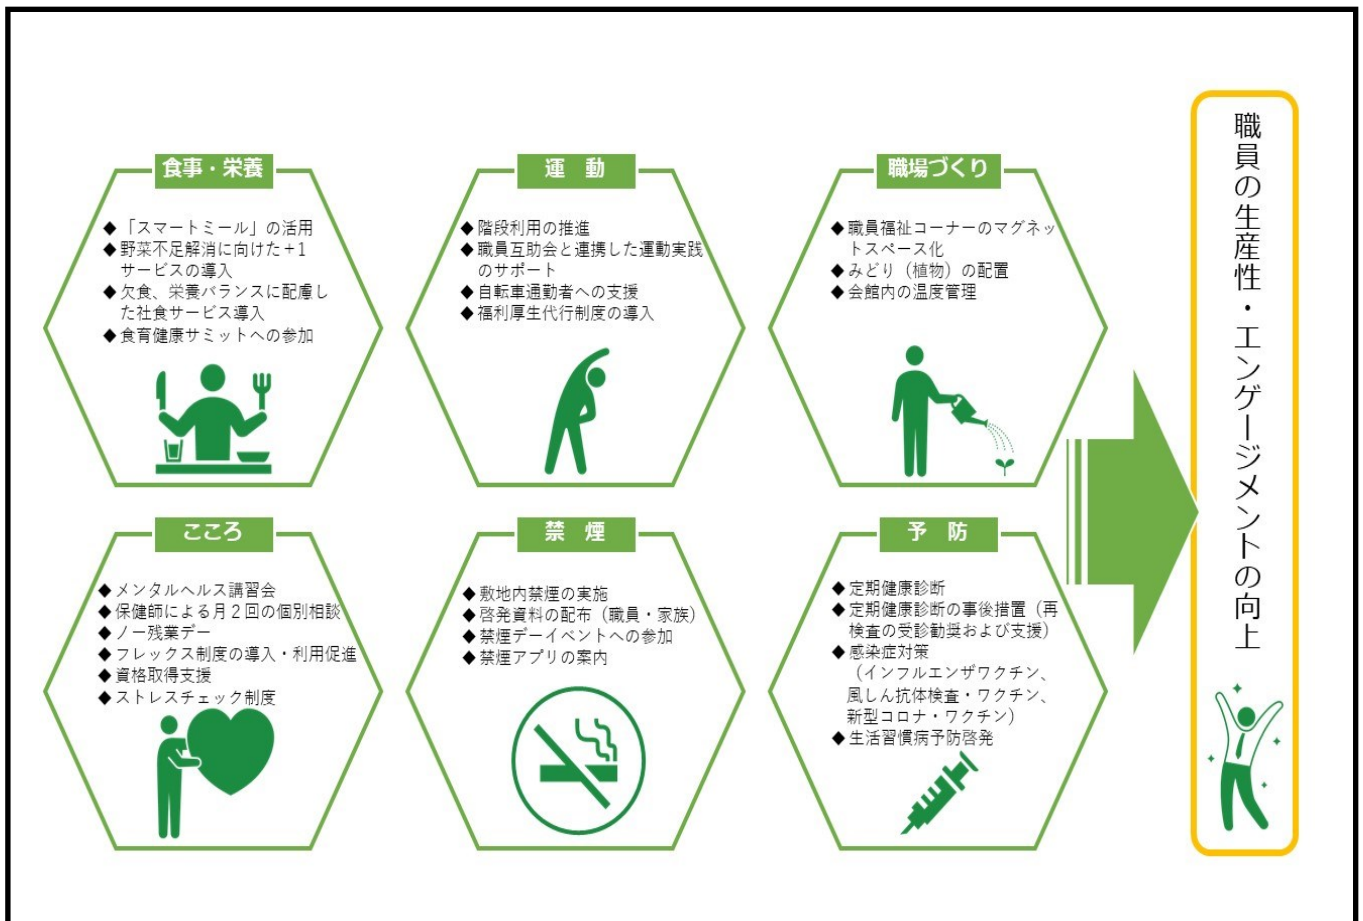 食事・栄養
◆「スマートミール」の活用
◆野菜不足解消に向けた+1
サービスの導入
◆欠食、栄養バランスに配慮し
た社食サービス導入
◆食育健康サミットへの参加
運 動
◆階段利用の推進
◆職員互助会と連携した運動実践
のサポート
◆自転車通勤者への支援
◆福利厚生代行制度の導入
職場づくり
◆職員福祉コーナーのマグネッ
トスペース化
◆みどり（植物）の配置
◆会館内の温度管理
こころ
◆メンタルヘルス講習会
◆保健師による月２回の個別相談
◆ノー残業デー
◆フレックス制度の導入・利用促進
◆資格取得支援
◆ストレスチェック制度
禁 煙
◆敷地内禁煙の実施
◆啓発資料の配布（職員・家族）
◆禁煙デーイベントへの参加
◆禁煙アプリの案内
予 防
◆定期健康診断
◆定期健康診断の事後措置（再
検査の受診勧奨および支援）
◆感染症対策
（インフルエンザワクチン、
風しん抗体検査・ワクチン、
新型コロナ・ワクチン）
◆生活習慣病予防啓発
職員の生産性・エンゲージメントの向上